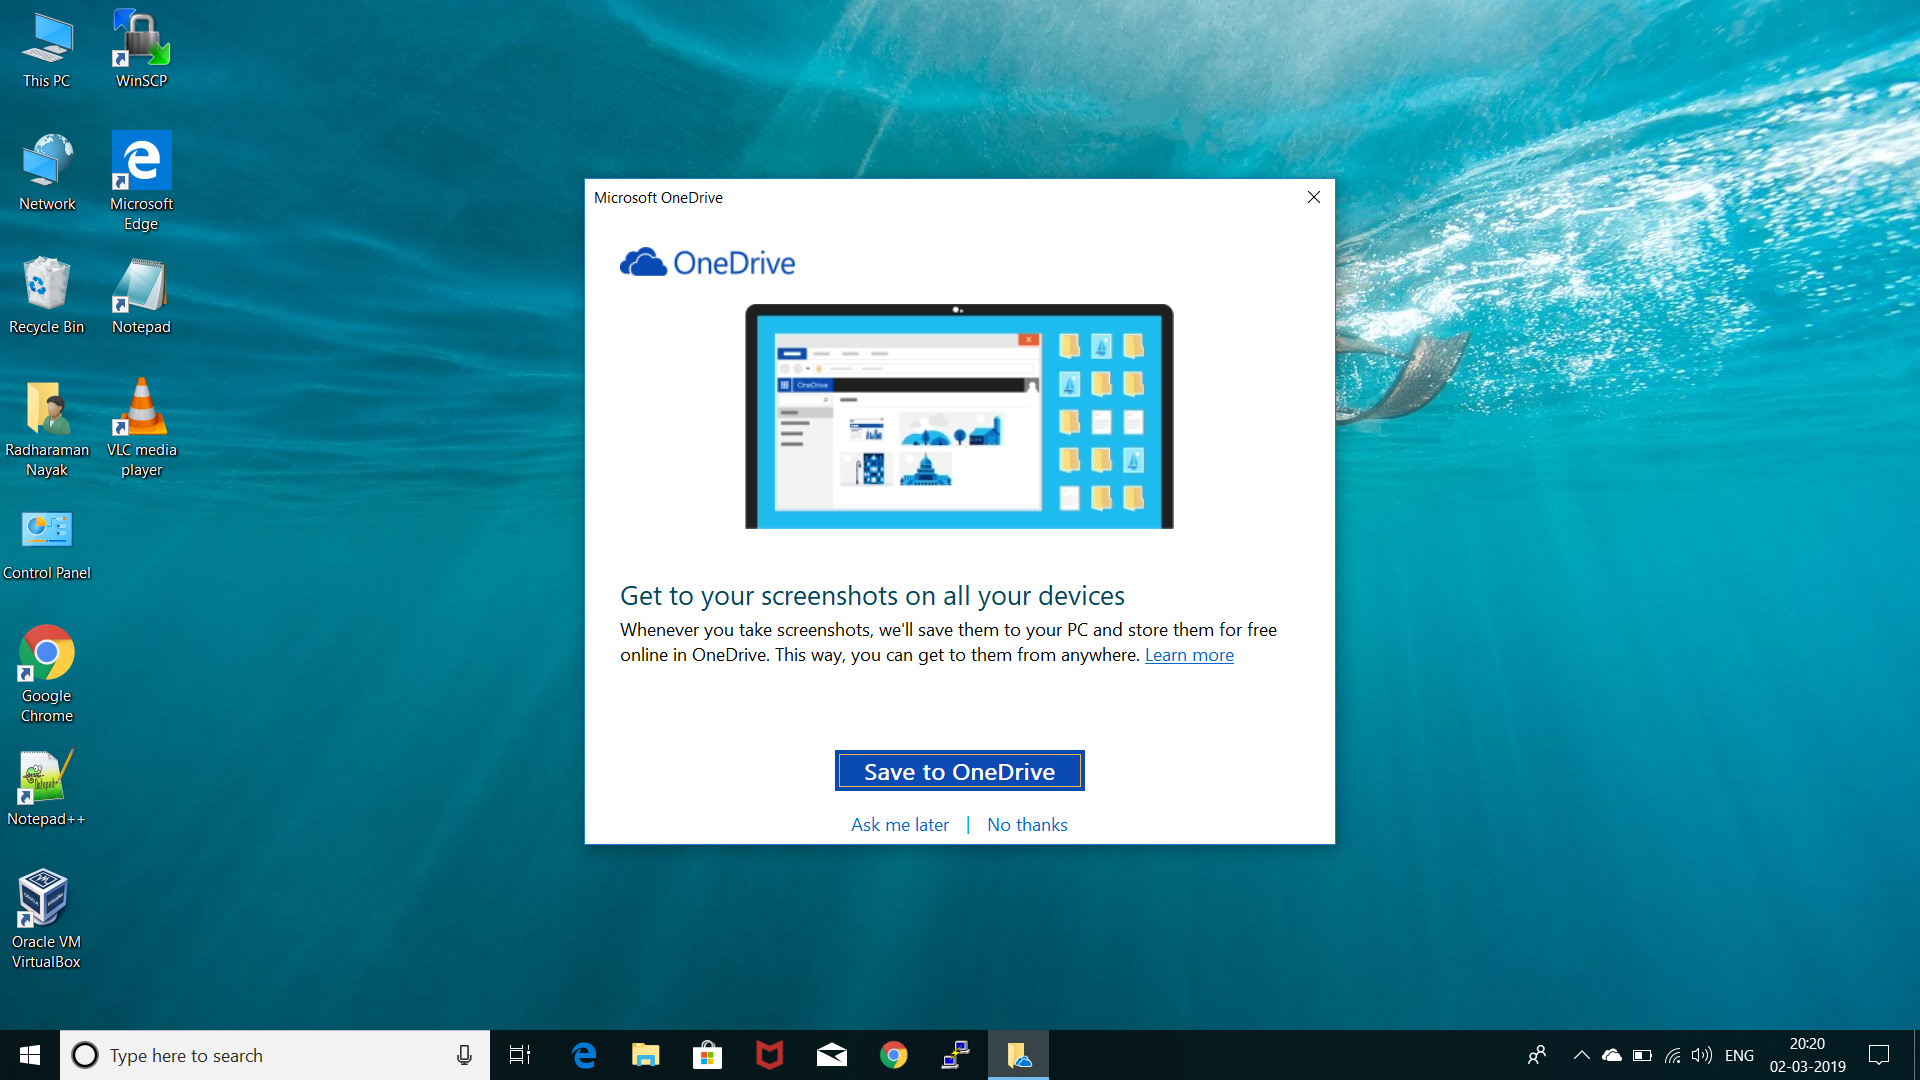 This PC
WinSCP
Network
Microsoft
Edge
Recycle Bin
Notepad
Radharaman
Nayak
VLC media
player
Control Panel
Google
Chrome
Notepad++
Oracle VM
VirtualBox
Microsoft OneDrive
OneDrive
OneDrive
Get to your screenshots on all your devices
Whenever you take screenshots, we'll save them to your PC and store them for free
online in OneDrive. This way, you can get to them from anywhere. Learn more
Save to OneDrive
Ask me later | No thanks
Type here to search
ENG
20:20
02-03-2019